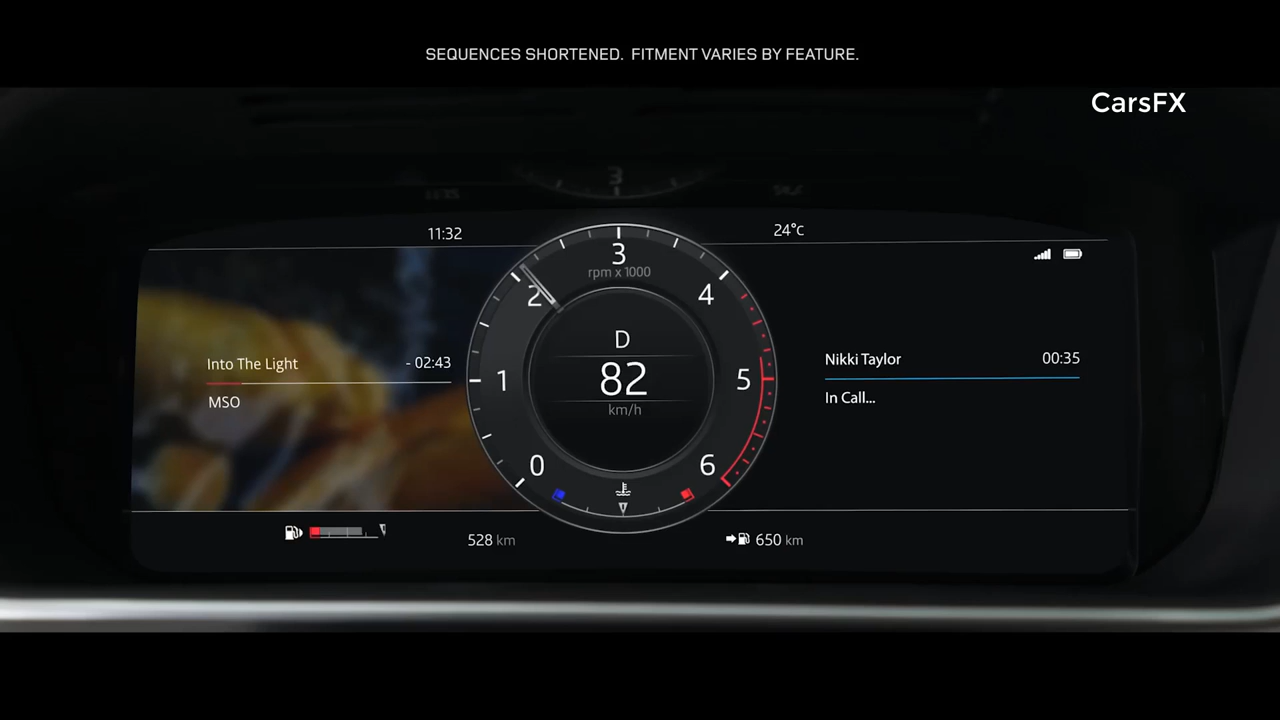 SEQUENCES SHORTENED. FITMENT VARIES BY FEATURE.
CarsFX
3
11:32
24°c
3
rpm x 1000
2
4
Into The Light
- 02:43
MSO
1
D
82
km/h
5
Nikki Taylor
00:35
In Call...
0
6
528 km
650 km